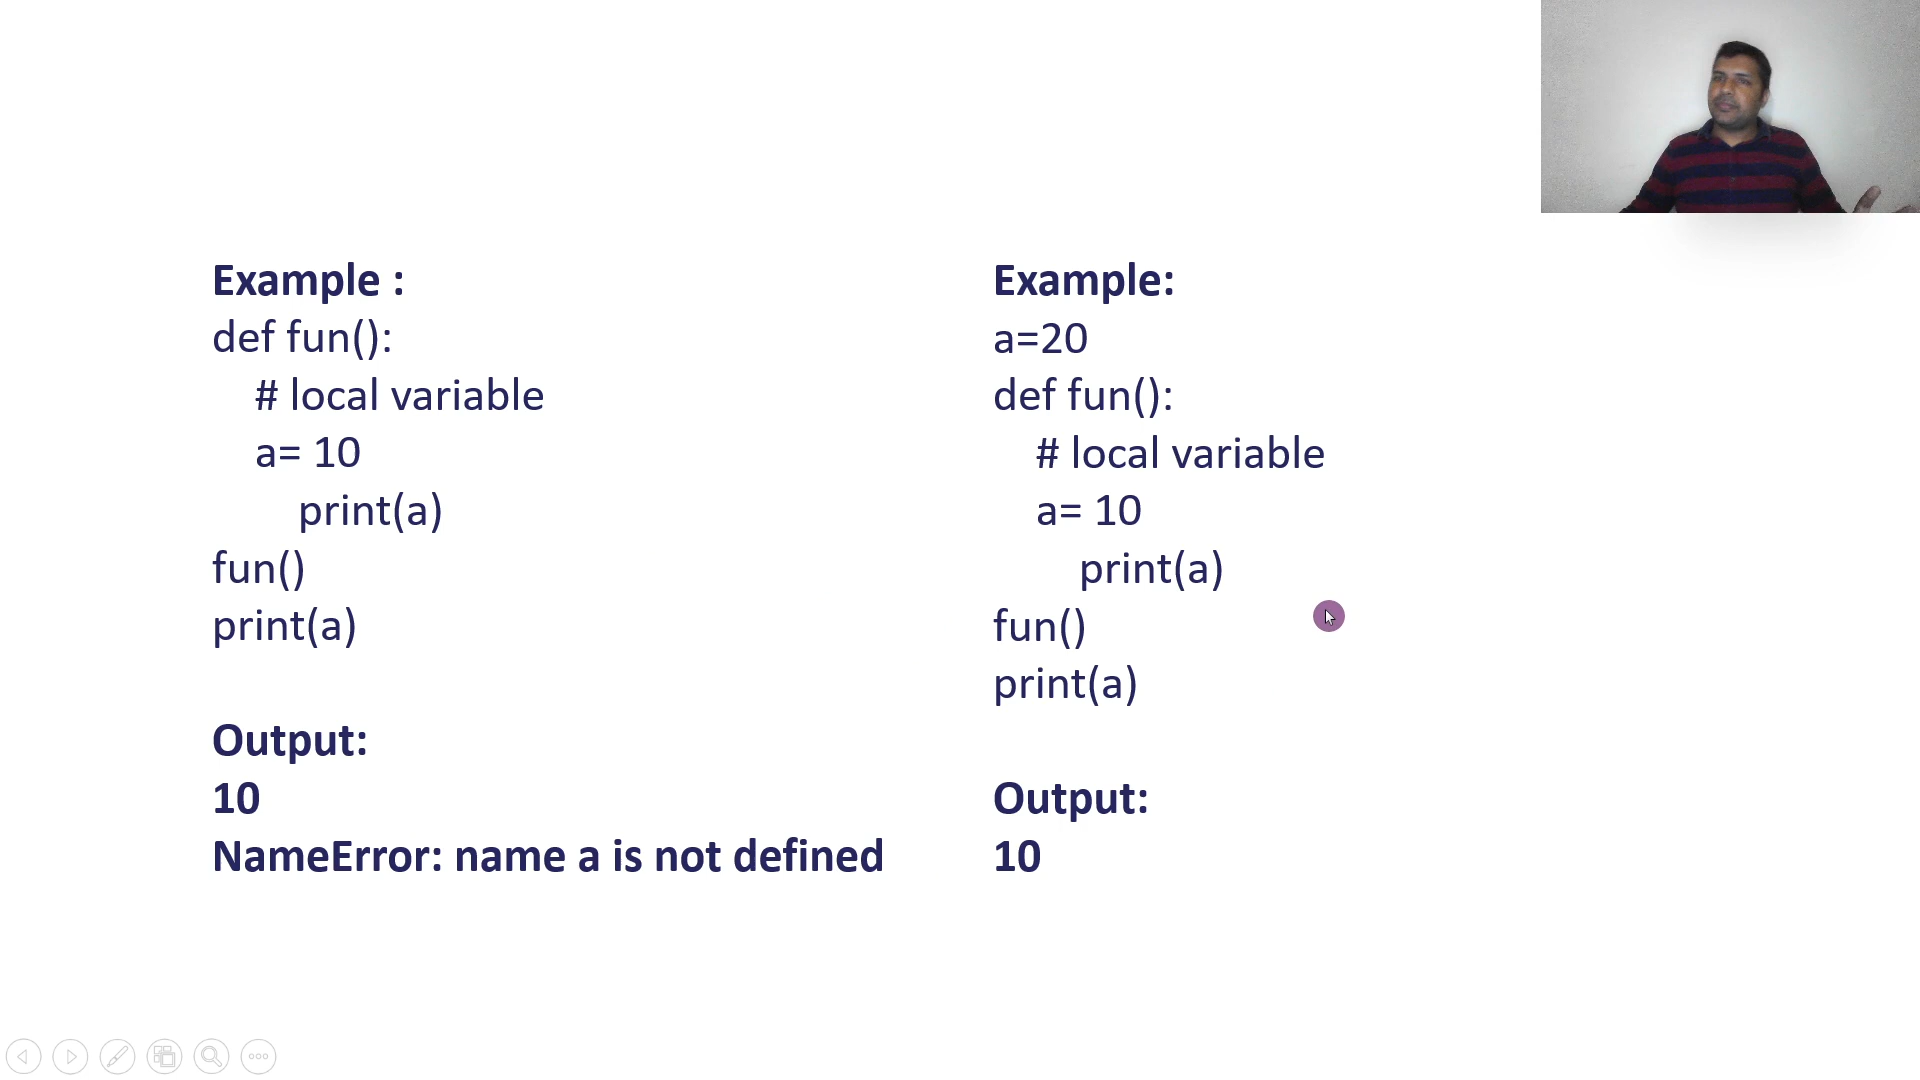 Example :
def fun():
# local variable
a= 10
print(a)
fun()
print(a)
Output:
10
NameError: name a is not defined
Example:
a=20
def fun():
# local variable
a= 10
print(a)
fun()
print(a)
Output:
10